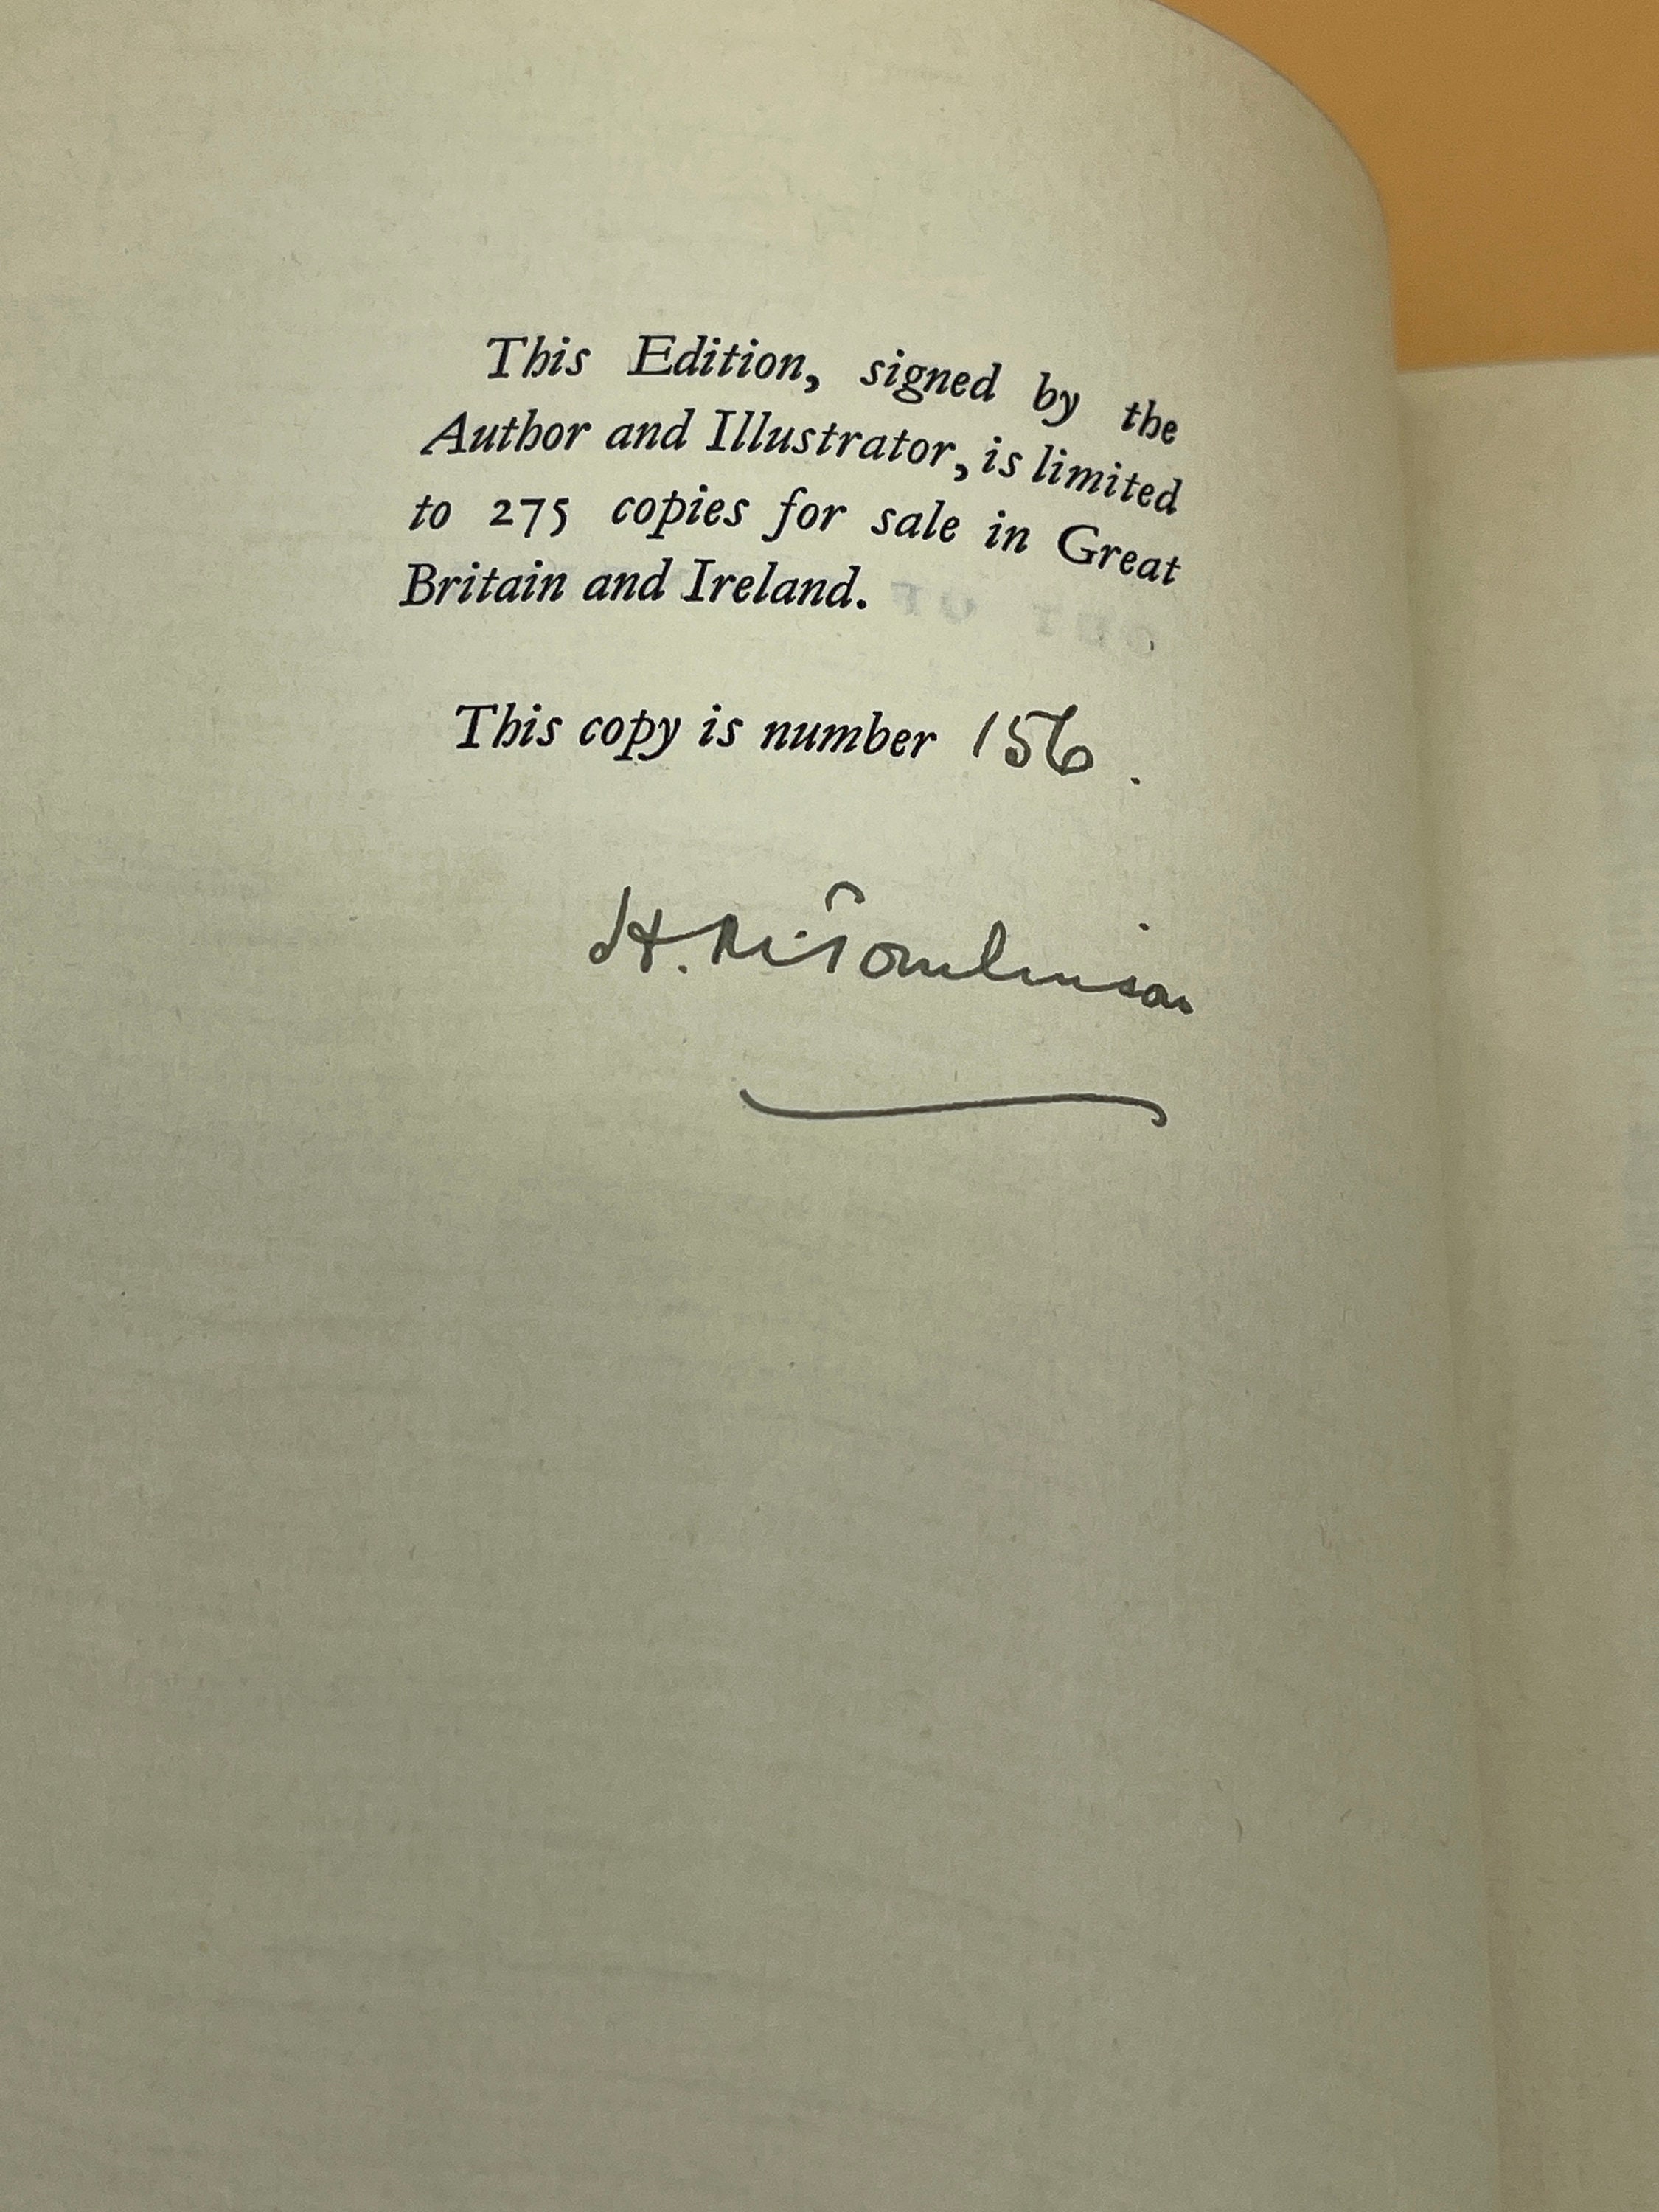 This Edition, signed by the
Author and Illustrator, is limited
to 275 copies for sale in Great
Britain and Ireland.
This copy is number 156.
H. M. Tomlinson